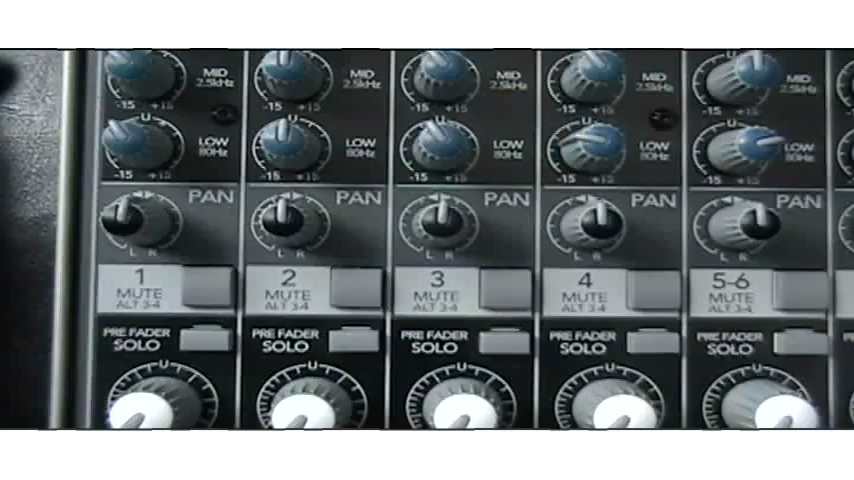 MID MID MID MID MID
2.5kHz 2.5kHz 2.5kHz 2.5kHz 2.5kHz
-15 +15 -15 +15 -15 +15 -15 +15 -15 +15
U U U U U
LOW LOW LOW LOW LOW
80Hz 80Hz 80Hz 80Hz 80Hz
-15 +15 -15 +15 -15 +15 -15 +15 -15 +15
PAN PAN PAN PAN PAN
L R L R L R L R L R
1 2 3 4 5-6
MUTE MUTE MUTE MUTE MUTE
ALT 3-4 ALT 3-4 ALT 3-4 ALT 3-4 ALT 3-4
PRE FADER PRE FADER PRE FADER PRE FADER PRE FADER
SOLO SOLO SOLO SOLO SOLO
U U U U U